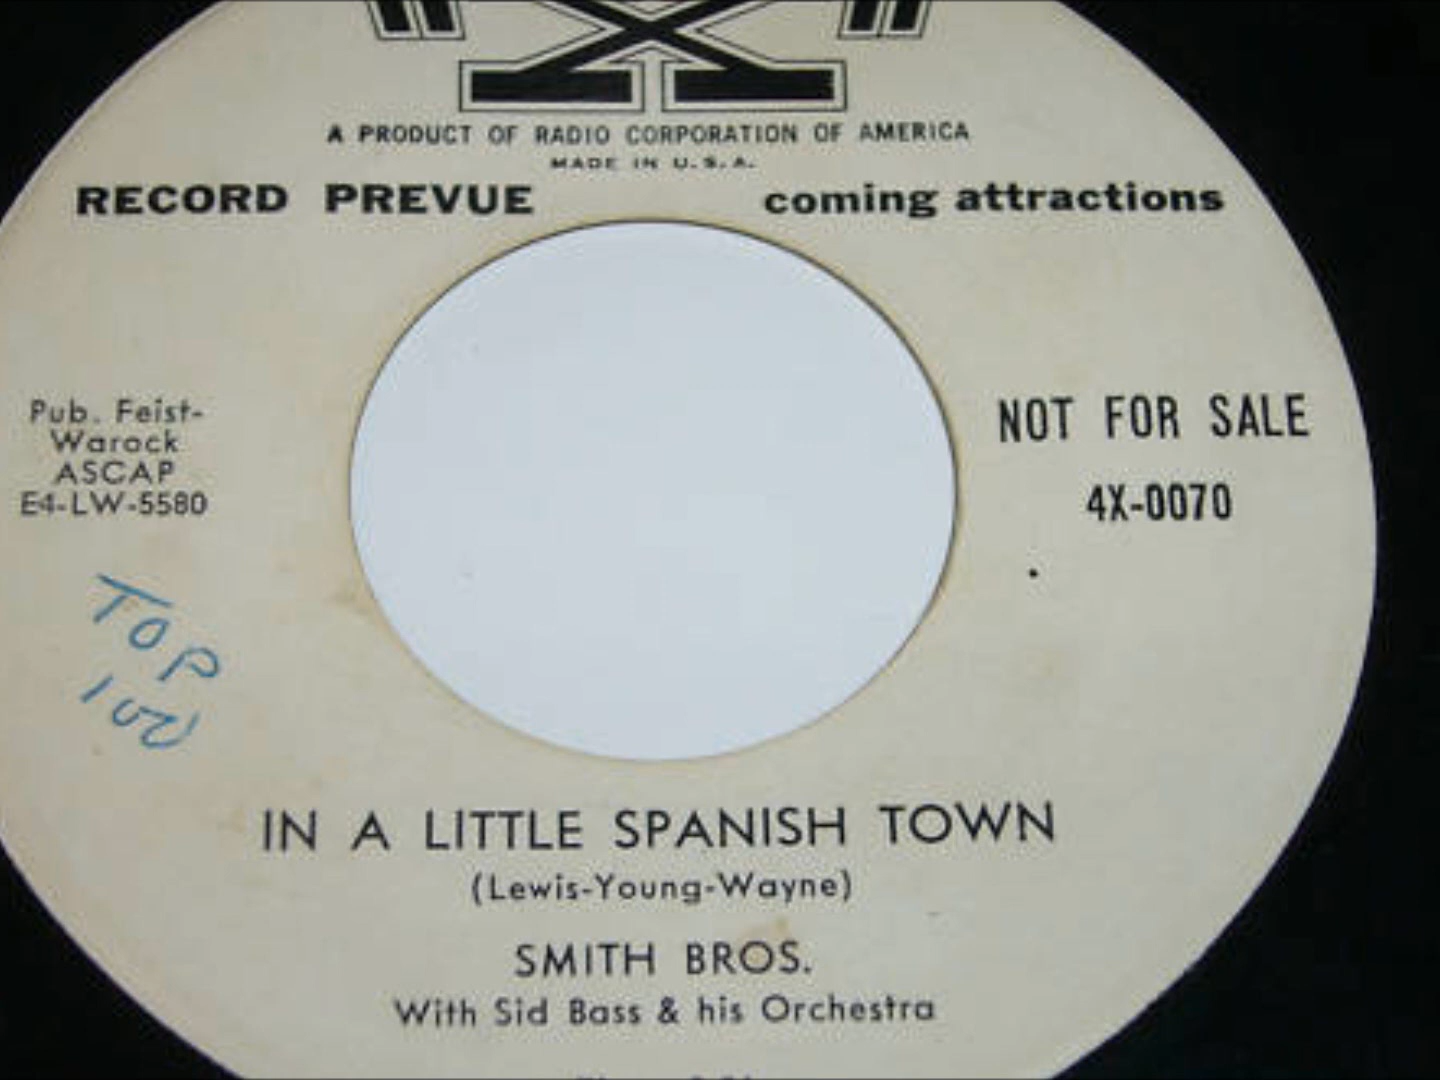 "X"
A PRODUCT OF RADIO CORPORATION OF AMERICA
MADE IN U.S.A.
RECORD PREVUE coming attractions
Pub. Feist-
Warock
ASCAP
E4-LW-5580
NOT FOR SALE
4X-0070
TOP
100
IN A LITTLE SPANISH TOWN
(Lewis-Young-Wayne)
SMITH BROS.
With Sid Bass & his Orchestra